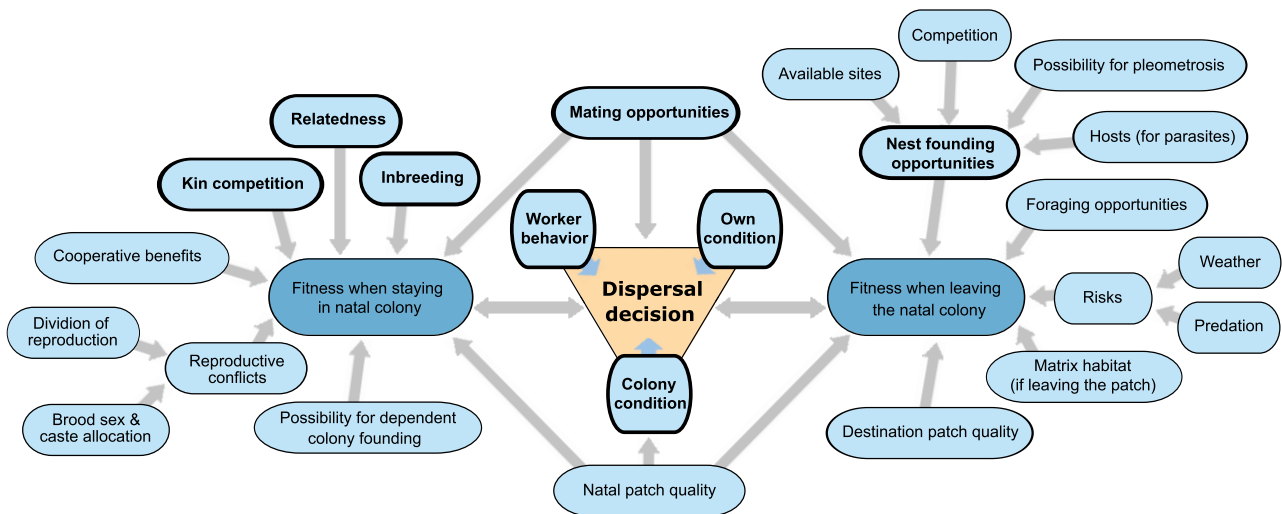 Competition
Available sites
Possibility for pleometrosis
Mating opportunities
Relatedness
Hosts (for parasites)
Nest founding
opportunities
Inbreeding
Kin competition
Foraging opportunities
Worker
behavior
Own
condition
Cooperative benefits
Weather
Fitness when staying
in natal colony
Dispersal
decision
Fitness when leaving
the natal colony
Risks
Dividion of
reproduction
Predation
Reproductive
conflicts
Matrix habitat
(if leaving the patch)
Colony
condition
Brood sex &
caste allocation
Possibility for dependent
colony founding
Destination patch quality
Natal patch quality